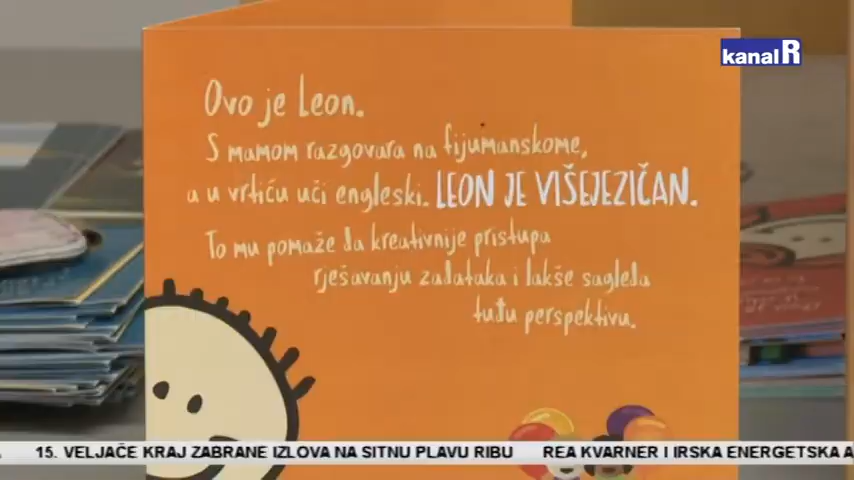 kanalR
Ovo je Leon.
S mamom razgovara na fijumanskome,
a u vrtiću uči engleski. LEON JE VIŠEJEZIČAN.
To mu pomaže da kreativnije pristupa
rješavanju zadataka i lakše sagleda
tuđu perspektivu.
15. VELJAČE KRAJ ZABRANE IZLOVA NA SITNU PLAVU RIBU REA KVARNER I IRSKA ENERGETSKA A